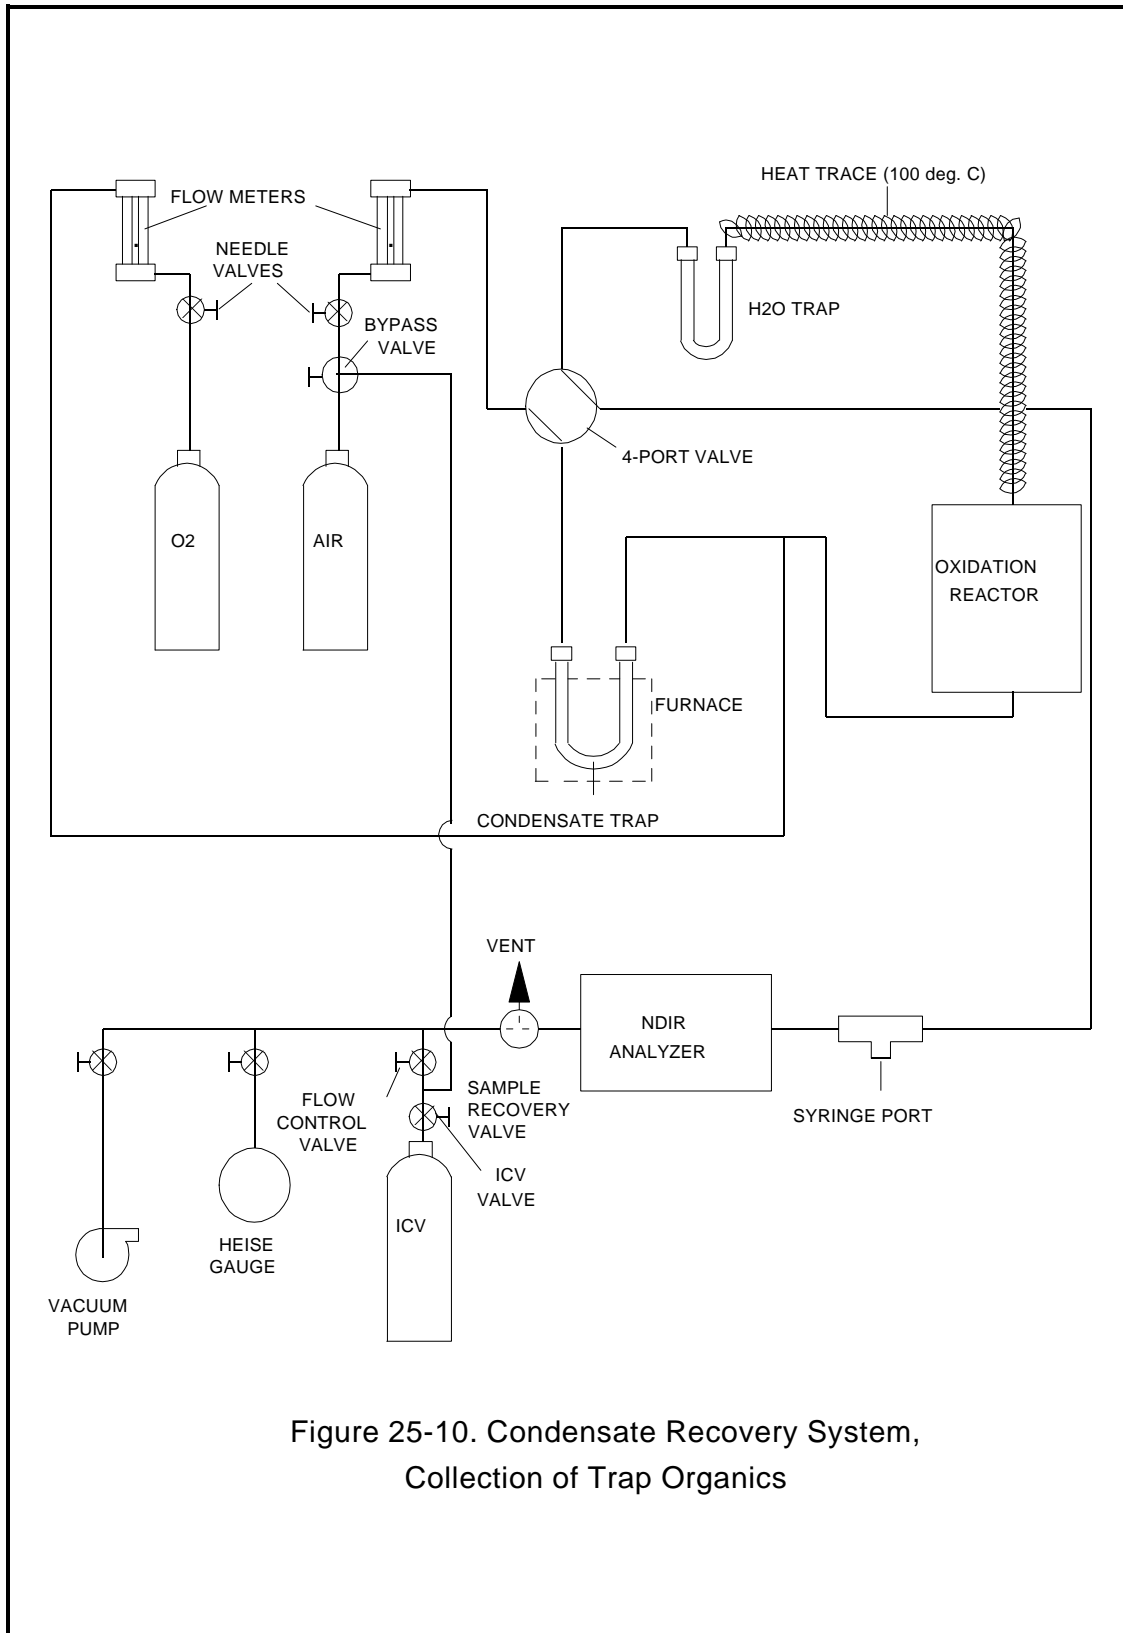 HEAT TRACE (100 deg. C)
FLOW METERS
NEEDLE
VALVES
H2O TRAP
BYPASS
VALVE
4-PORT VALVE
O2
AIR
OXIDATION
REACTOR
FURNACE
CONDENSATE TRAP
VENT
NDIR
ANALYZER
SYRINGE PORT
FLOW
CONTROL
VALVE
SAMPLE
RECOVERY
VALVE
ICV
VALVE
ICV
HEISE
GAUGE
VACUUM
PUMP
Figure 25-10. Condensate Recovery System,
Collection of Trap Organics